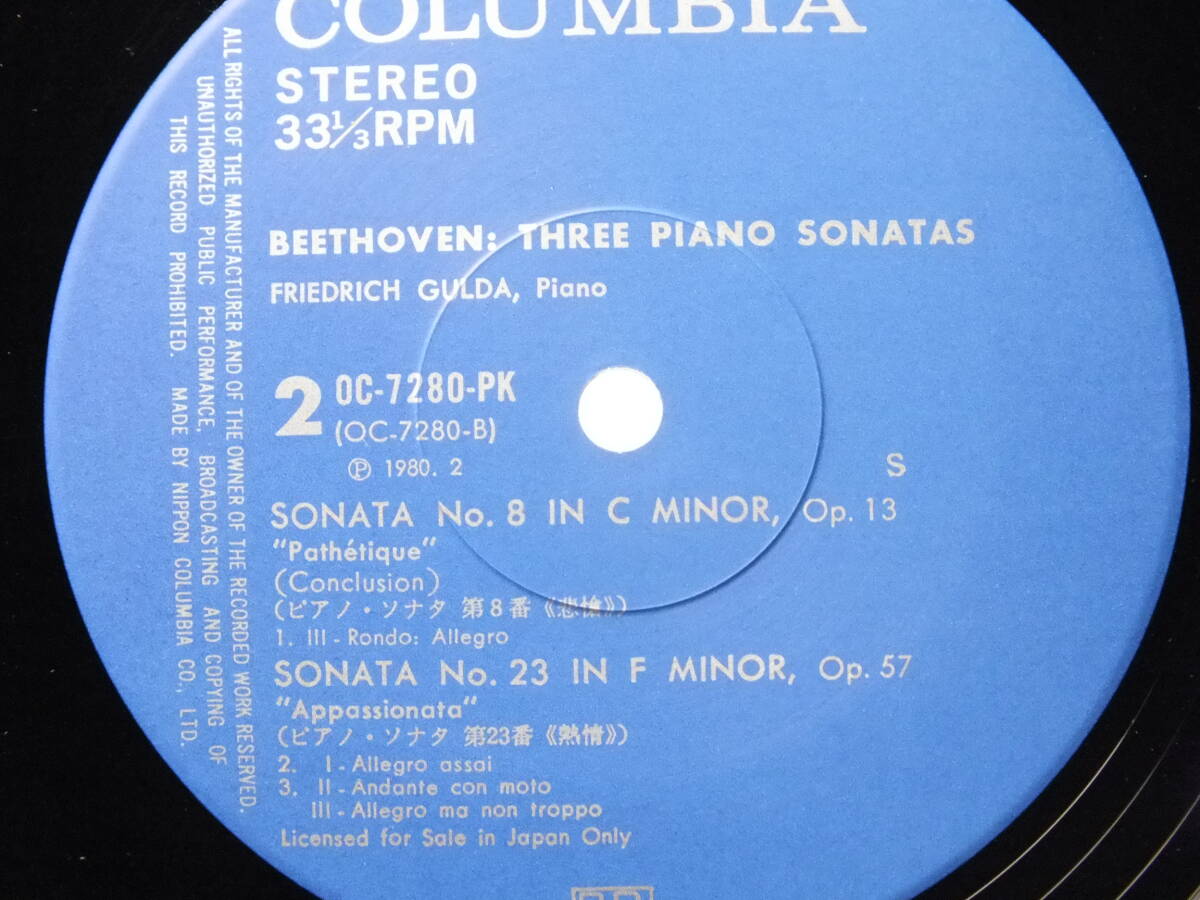 COLUMBIA
STEREO
33 1/3 RPM
BEETHOVEN: THREE PIANO SONATAS
FRIEDRICH GULDA, Piano
2 OC-7280-PK
(OC-7280-B)
Ⓟ 1980. 2
S
SONATA No. 8 IN C MINOR, Op. 13
"Pathétique"
(Conclusion)
(ピアノ・ソナタ 第8番《悲愴》)
1. III - Rondo: Allegro
SONATA No. 23 IN F MINOR, Op. 57
"Appassionata"
(ピアノ・ソナタ 第23番《熱情》)
2. I - Allegro assai
3. II - Andante con moto
III - Allegro ma non troppo
Licensed for Sale in Japan Only
ALL RIGHTS OF THE MANUFACTURER AND OF THE OWNER OF THE RECORDED WORK RESERVED.
UNAUTHORIZED PUBLIC PERFORMANCE, BROADCASTING AND COPYING OF
THIS RECORD PROHIBITED. MADE BY NIPPON COLUMBIA CO., LTD.